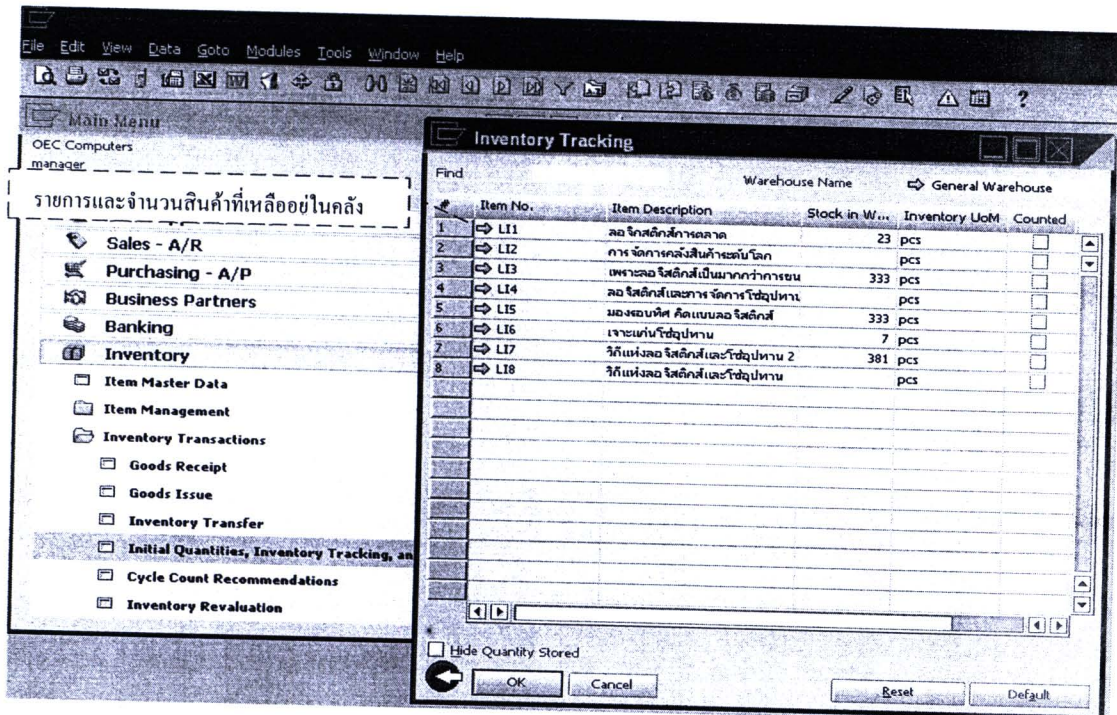 File Edit View Data Goto Modules Tools Window Help
Main Menu
OEC Computers
manager
รายการและจำนวนสินค้าที่เหลืออยู่ในคลัง
Sales - A/R
Purchasing - A/P
Business Partners
Banking
Inventory
Item Master Data
Item Management
Inventory Transactions
Goods Receipt
Goods Issue
Inventory Transfer
Initial Quantities, Inventory Tracking, an
Cycle Count Recommendations
Inventory Revaluation
Inventory Tracking
Find Warehouse Name General Warehouse
# Item No. Item Description Stock in W... Inventory UoM Counted
1 LI1 ลอจิกสติกส์การตลาด 23 pcs
2 LI2 การจัดการคลังสินค้าระดับโลก pcs
3 LI3 เพราะลอจิสติกส์เป็นมากกว่าการขน 333 pcs
4 LI4 ลอจิสติกส์และการจัดการโซ่อุปทาน pcs
5 LI5 มองรอบทิศ คิดแบบลอจิสติกส์ 333 pcs
6 LI6 เจาะแก่นโซ่อุปทาน 7 pcs
7 LI7 วิถีแห่งลอจิสติกส์และโซ่อุปทาน 2 381 pcs
8 LI8 วิถีแห่งลอจิสติกส์และโซ่อุปทาน pcs
Hide Quantity Stored
OK Cancel Reset Default